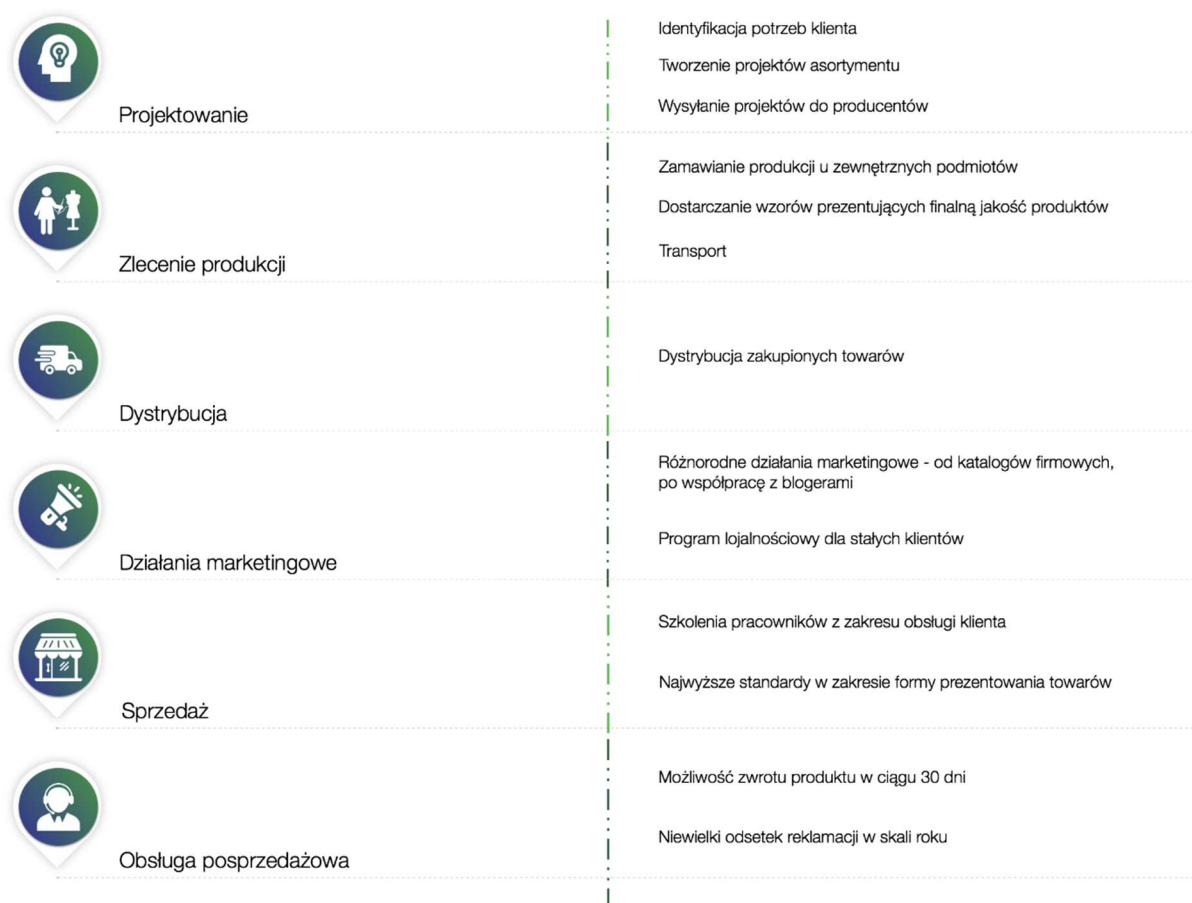 Projektowanie
Identyfikacja potrzeb klienta
Tworzenie projektów asortymentu
Wysyłanie projektów do producentów
Zlecenie produkcji
Zamawianie produkcji u zewnętrznych podmiotów
Dostarczanie wzorów prezentujących finalną jakość produktów
Transport
Dystrybucja
Dystrybucja zakupionych towarów
Działania marketingowe
Różnorodne działania marketingowe - od katalogów firmowych,
po współpracę z blogerami
Program lojalnościowy dla stałych klientów
Sprzedaż
Szkolenia pracowników z zakresu obsługi klienta
Najwyższe standardy w zakresie formy prezentowania towarów
Obsługa posprzedażowa
Możliwość zwrotu produktu w ciągu 30 dni
Niewielki odsetek reklamacji w skali roku